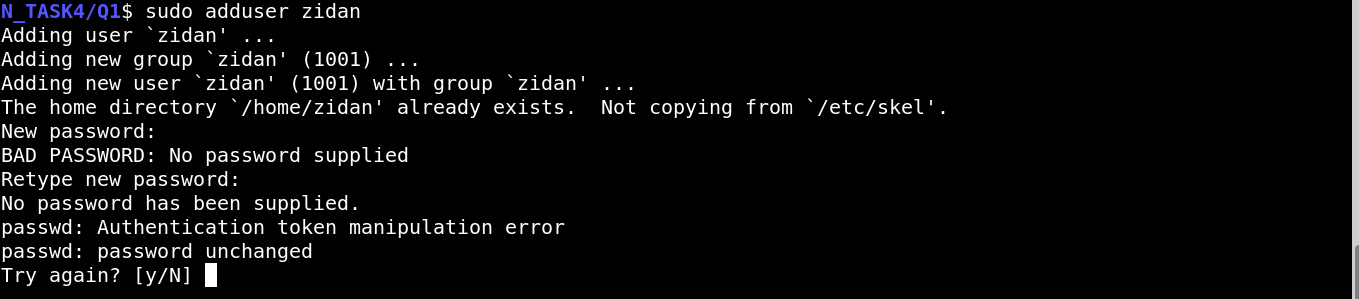 N_TASK4/Q1$ sudo adduser zidan
Adding user `zidan' ...
Adding new group `zidan' (1001) ...
Adding new user `zidan' (1001) with group `zidan' ...
The home directory `/home/zidan' already exists.  Not copying from `/etc/skel'.
New password:
BAD PASSWORD: No password supplied
Retype new password:
No password has been supplied.
passwd: Authentication token manipulation error
passwd: password unchanged
Try again? [y/N]